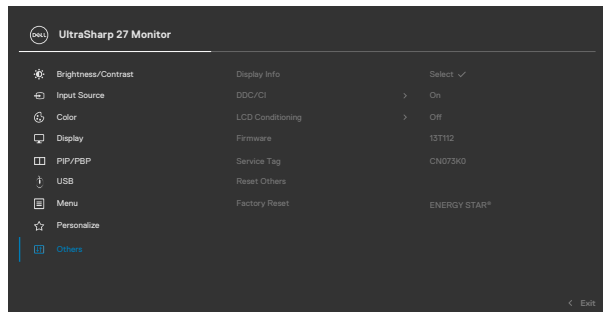 DELL UltraSharp 27 Monitor
Brightness/Contrast Display Info Select ✓
Input Source DDC/CI > On
Color LCD Conditioning > Off
Display Firmware 13T112
PIP/PBP Service Tag CN073K0
USB Reset Others
Menu Factory Reset ENERGY STAR®
Personalize
Others
< Exit